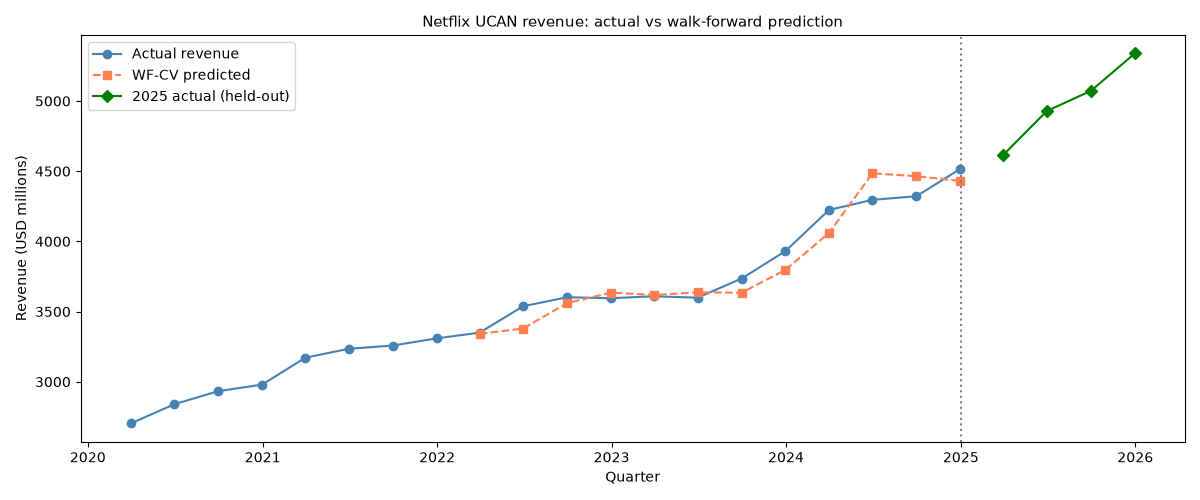 Netflix UCAN revenue: actual vs walk-forward prediction
Actual revenue
WF-CV predicted
2025 actual (held-out)
Revenue (USD millions)
5000
4500
4000
3500
3000
2020 2021 2022 2023 2024 2025 2026
Quarter